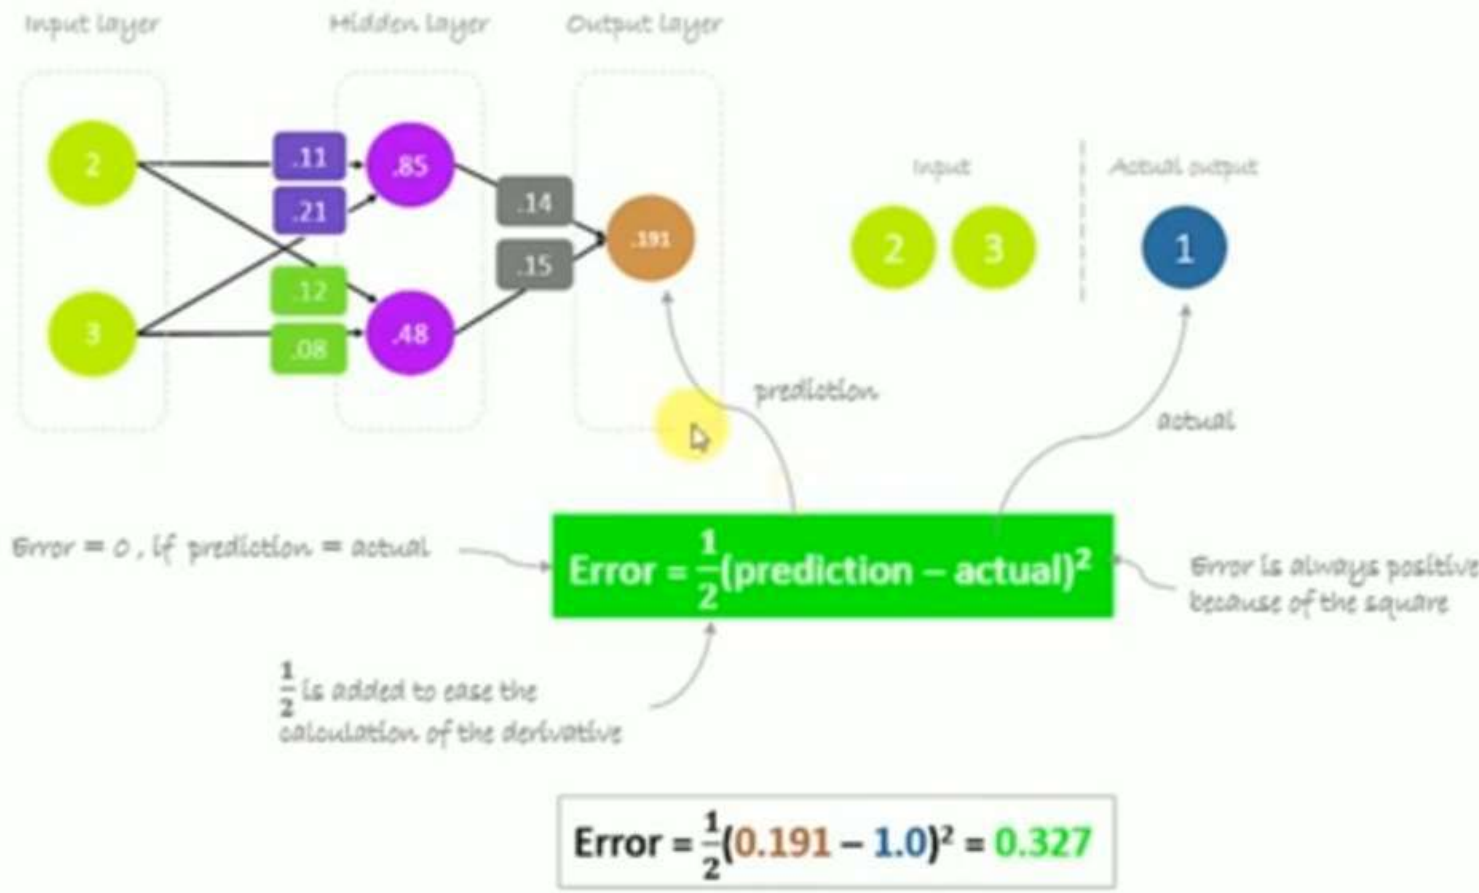 Input layer
Hidden layer
Output layer
2
.11
.85
.21
.14
.191
.15
.12
3
.48
.08
Input
Actual output
2 3
1
prediction
actual
Error = 0, if prediction = actual
Error = 1/2(prediction – actual)²
Error is always positive
because of the square
1/2 is added to ease the
calculation of the derivative
Error = 1/2(0.191 – 1.0)² = 0.327